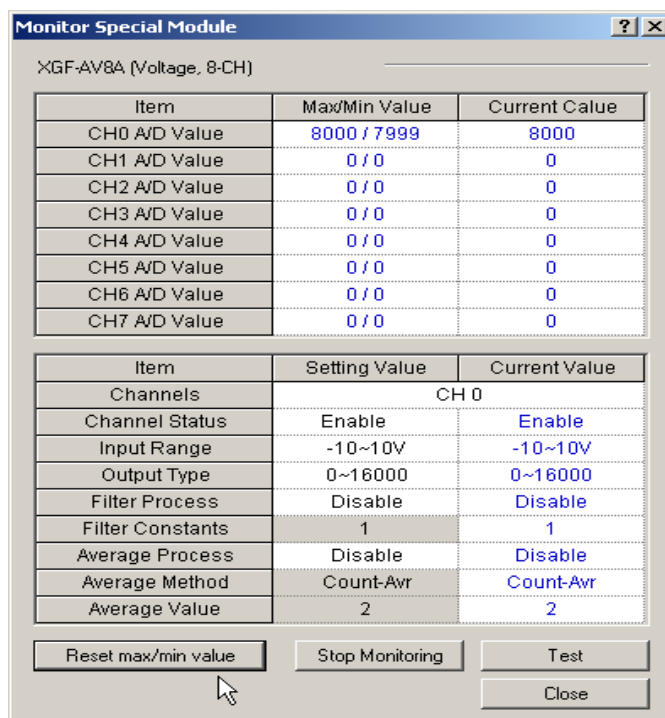 Monitor Special Module
XGF-AV8A (Voltage, 8-CH)
Item Max/Min Value Current Calue
CH0 A/D Value 8000 / 7999 8000
CH1 A/D Value 0 / 0 0
CH2 A/D Value 0 / 0 0
CH3 A/D Value 0 / 0 0
CH4 A/D Value 0 / 0 0
CH5 A/D Value 0 / 0 0
CH6 A/D Value 0 / 0 0
CH7 A/D Value 0 / 0 0
Item Setting Value Current Value
Channels CH 0
Channel Status Enable Enable
Input Range -10~10V -10~10V
Output Type 0~16000 0~16000
Filter Process Disable Disable
Filter Constants 1 1
Average Process Disable Disable
Average Method Count-Avr Count-Avr
Average Value 2 2
Reset max/min value Stop Monitoring Test
Close